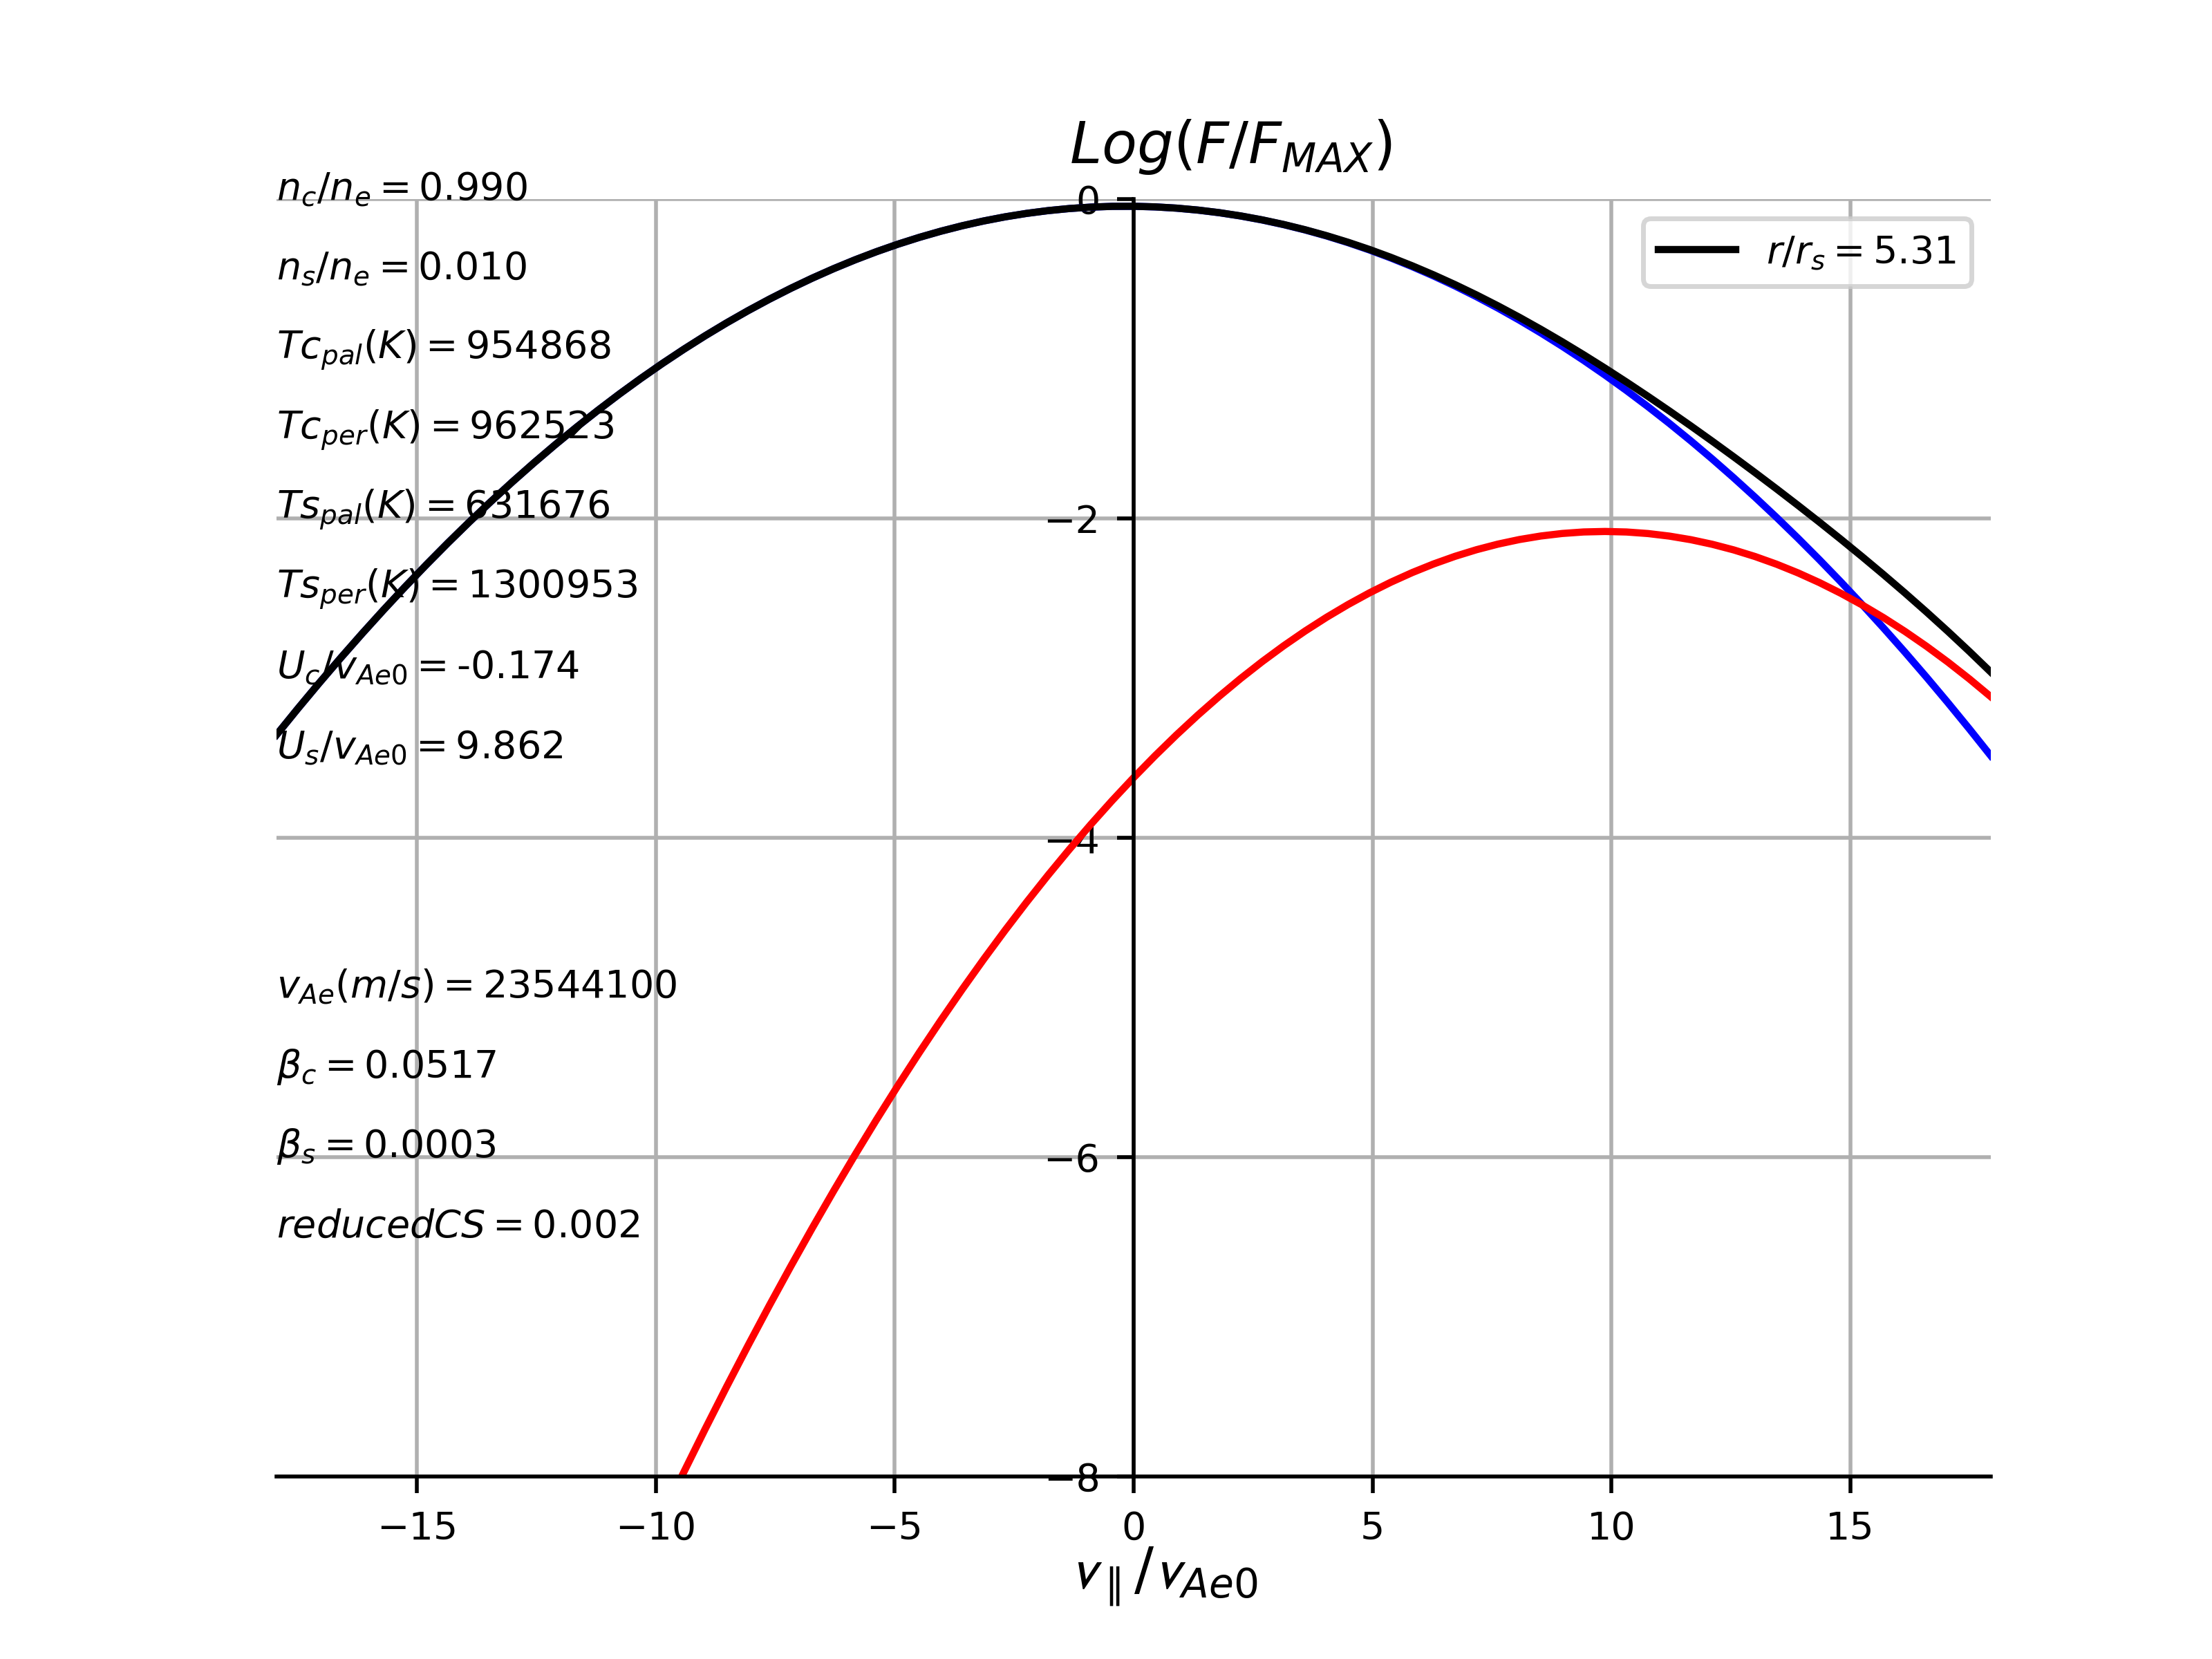 Log(F/F_MAX)
n_c/n_e = 0.990
0
n_s/n_e = 0.010
r/r_s = 5.31
Tc_pal(K) = 954868
Tc_per(K) = 962523
Ts_pal(K) = 631676
−2
Ts_per(K) = 1300953
U_c/v_Ae0 = -0.174
U_s/v_Ae0 = 9.862
−4
v_Ae(m/s) = 23544100
β_c = 0.0517
β_s = 0.0003
−6
reducedCS = 0.002
−8
−15 −10 −5 0 5 10 15
v_∥/v_Ae0